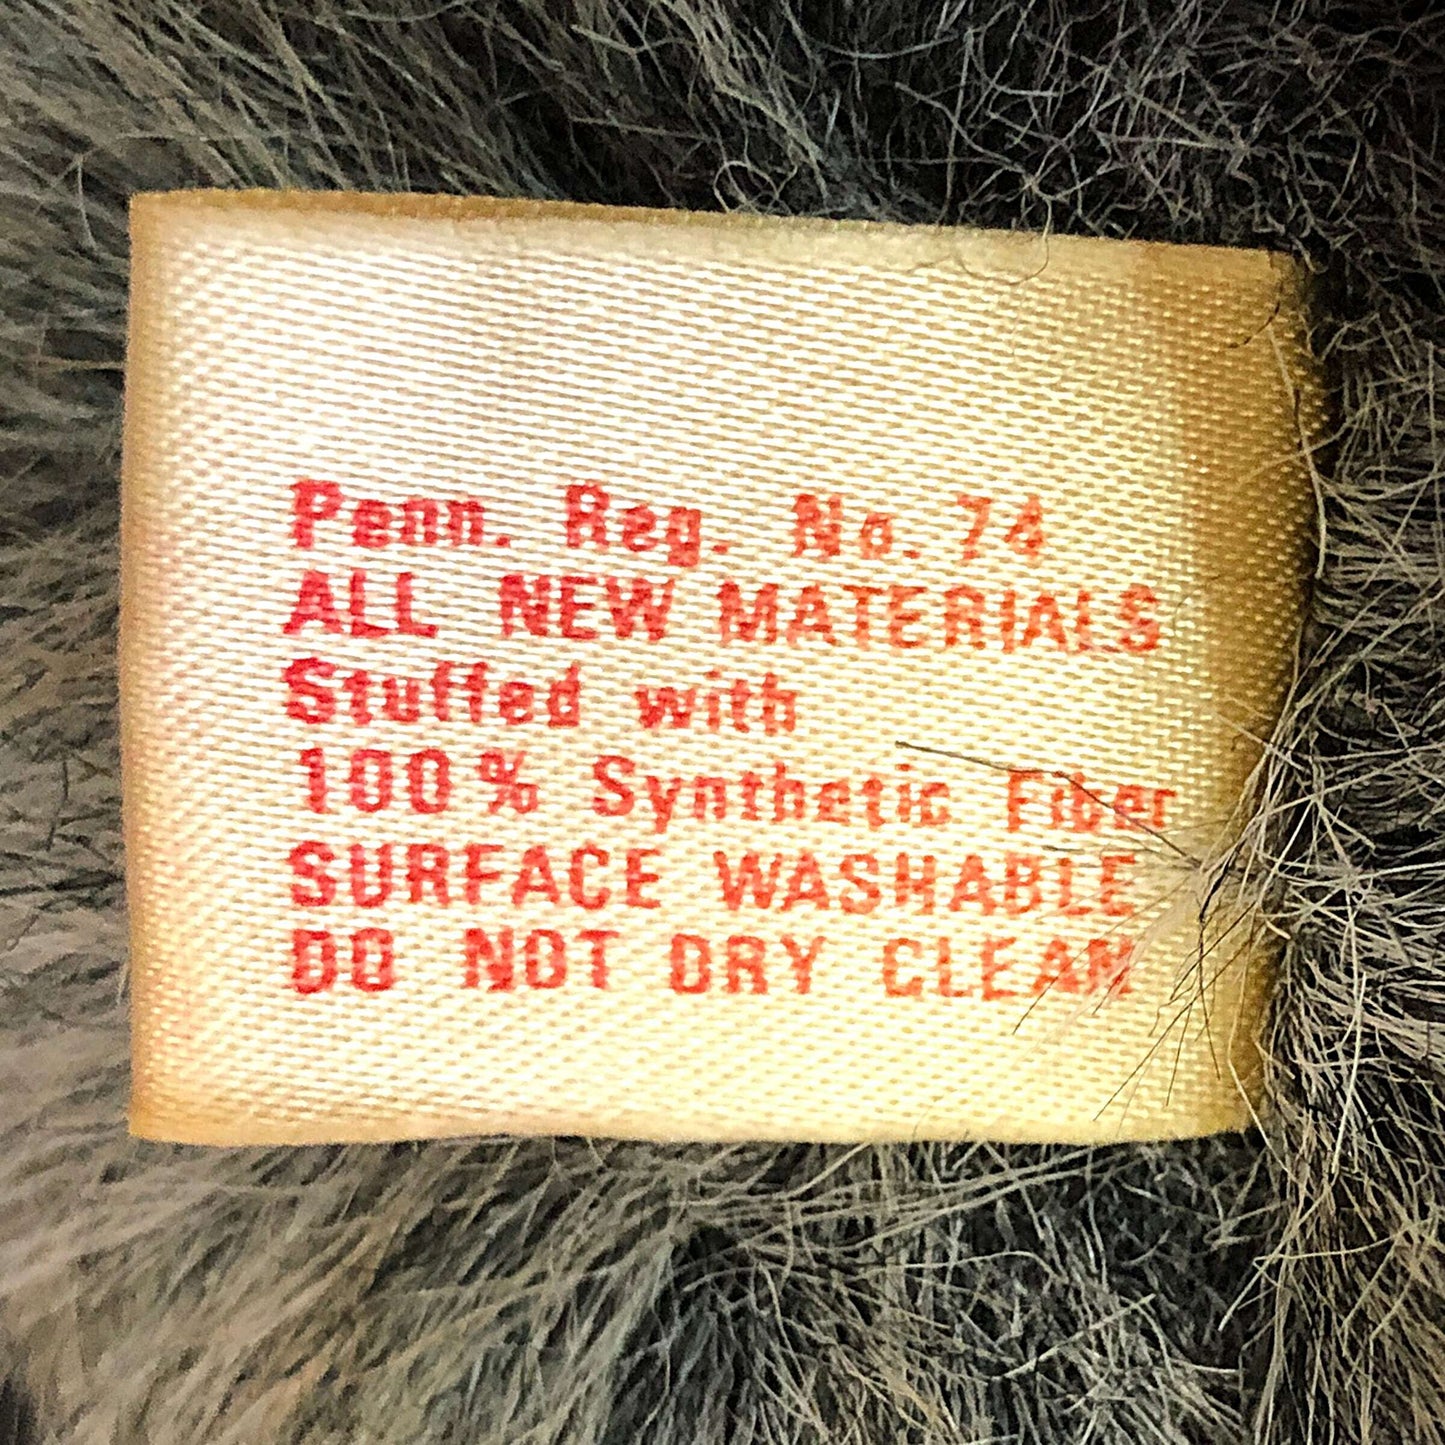 Penn. Reg. No. 74
ALL NEW MATERIALS
Stuffed with
100% Synthetic Fiber
SURFACE WASHABLE
DO NOT DRY CLEAN